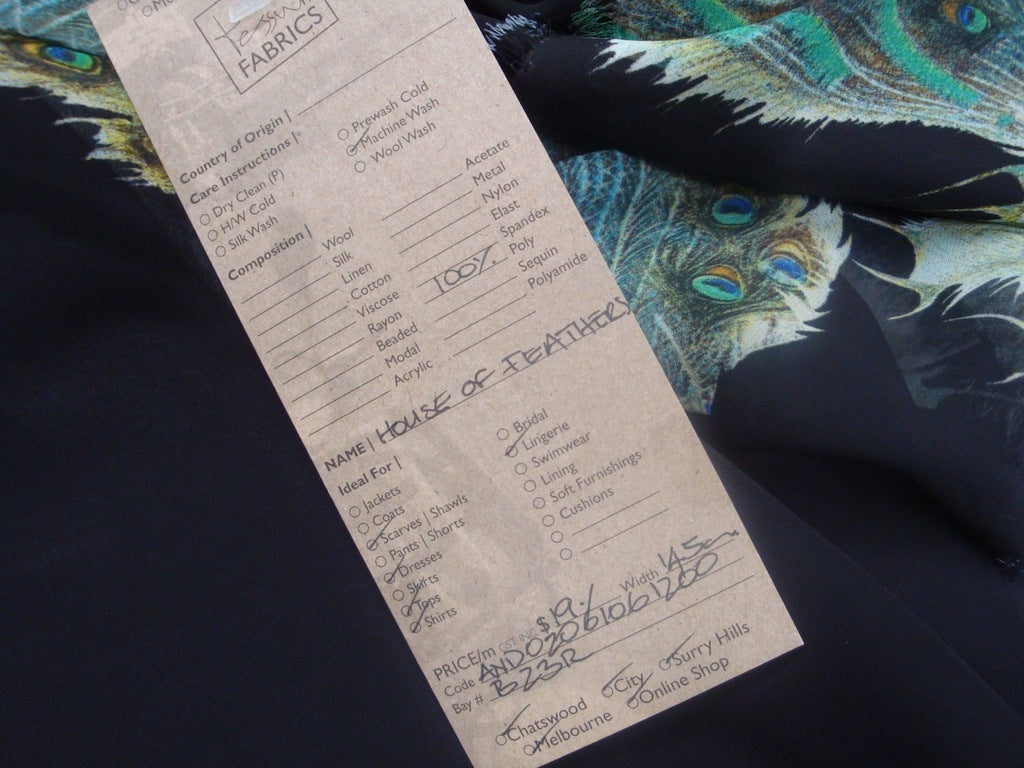 Tessuti
FABRICS
Country of Origin |
Care Instructions |
Dry Clean (P)
H/W Cold
Silk Wash
Prewash Cold
Machine Wash
Wool Wash
Composition |
Wool
Silk
Linen
Cotton
Viscose
Rayon
Beaded
Modal
Acrylic
Acetate
Metal
Nylon
Elast
Spandex
100% Poly
Sequin
Polyamide
NAME | HOUSE OF FEATHERS
Ideal For |
Jackets
Coats
Scarves | Shawls
Pants | Shorts
Dresses
Skirts
Tops
Shirts
Bridal
Lingerie
Swimwear
Lining
Soft Furnishings
Cushions
PRICE/m GST INC $19./ Width 145cm
Code AND02061061200
Bay # B23R
Chatswood City Surry Hills
Melbourne Online Shop